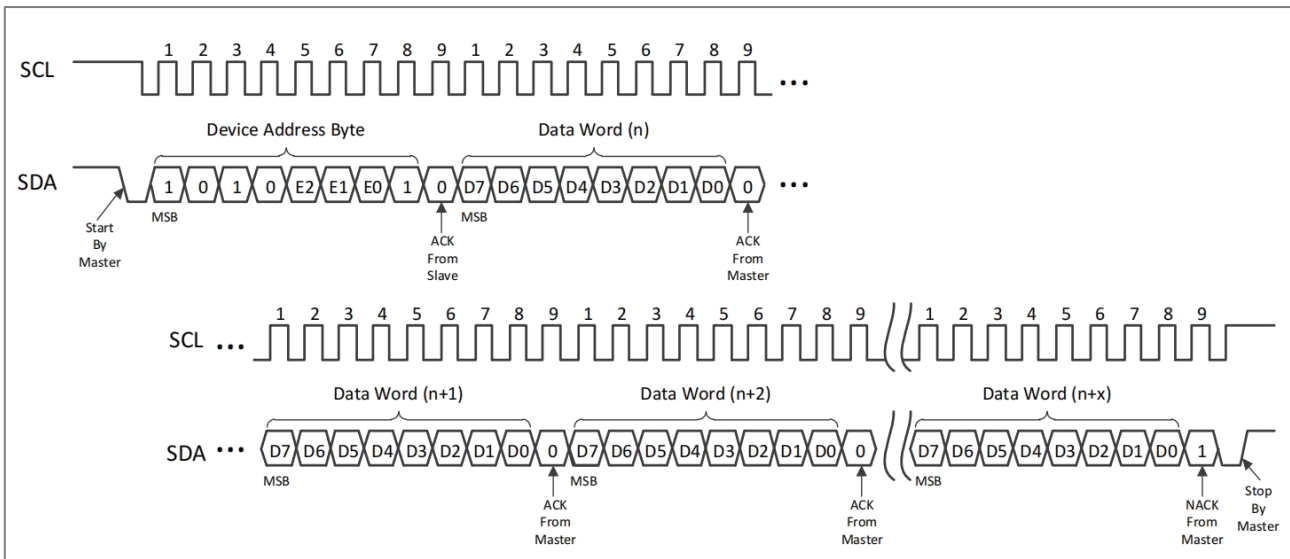 1 2 3 4 5 6 7 8 9 1 2 3 4 5 6 7 8 9
SCL ...
Device Address Byte Data Word (n)
SDA 1 0 1 0 E2 E1 E0 1 0 D7 D6 D5 D4 D3 D2 D1 D0 0 ...
MSB MSB
Start
By
Master
ACK
From
Slave
ACK
From
Master
1 2 3 4 5 6 7 8 9 1 2 3 4 5 6 7 8 9 1 2 3 4 5 6 7 8 9
SCL ...
Data Word (n+1) Data Word (n+2) Data Word (n+x)
SDA ... D7 D6 D5 D4 D3 D2 D1 D0 0 D7 D6 D5 D4 D3 D2 D1 D0 0 D7 D6 D5 D4 D3 D2 D1 D0 1
MSB MSB MSB
ACK
From
Master
ACK
From
Master
NACK
From
Master
Stop
By
Master